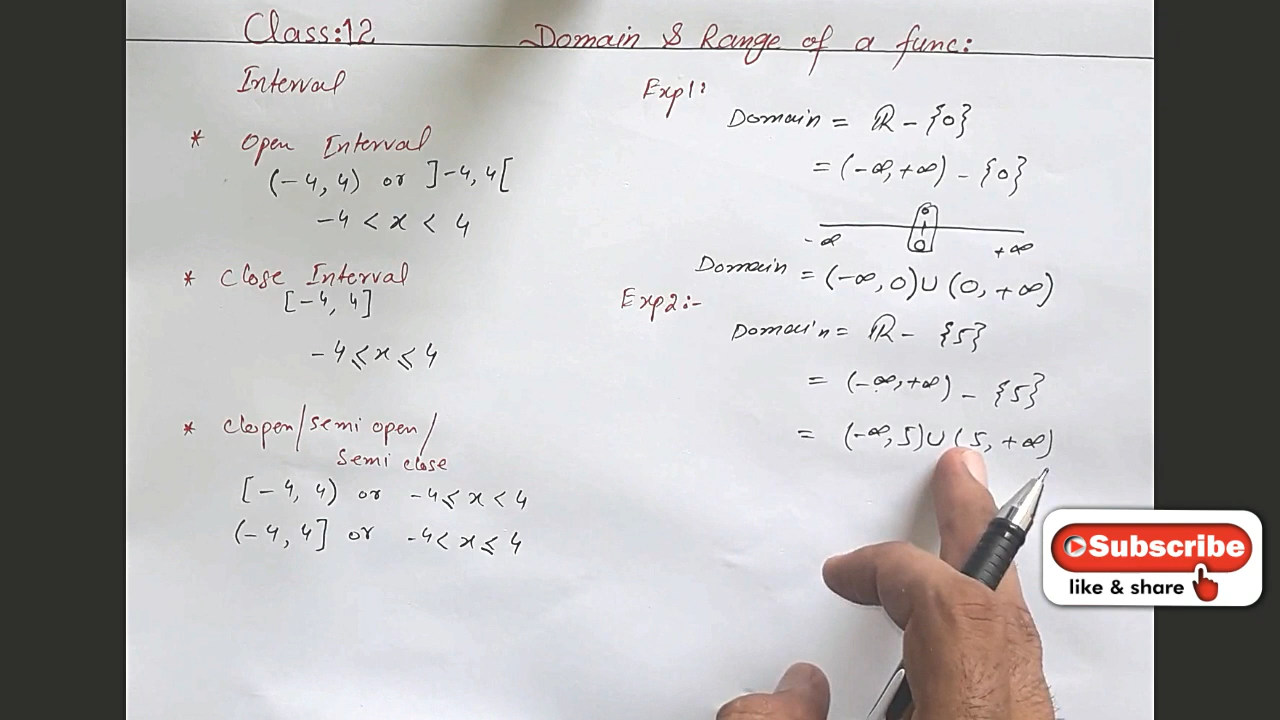 Class:12 Domain & Range of a func:
Interval
* Open Interval
(-4, 4) or ]-4, 4[
-4 < x < 4
* Close Interval
[-4, 4]
-4 ⩽ x ⩽ 4
* Clopen/semi open/
semi close
[-4, 4) or -4 ⩽ x < 4
(-4, 4] or -4 < x ⩽ 4
Exp1:
Domain = ℝ - {0}
= (-∞, +∞) - {0}
-∞ 0 +∞
Domain = (-∞, 0) ∪ (0, +∞)
Exp2:-
Domain = ℝ - {5}
= (-∞, +∞) - {5}
= (-∞, 5) ∪ (5, +∞)
Subscribe
like & share